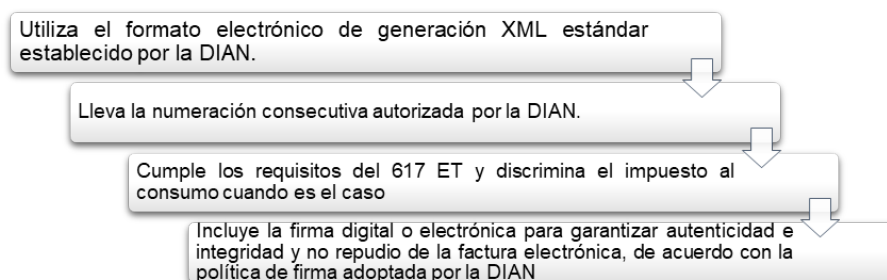 Utiliza el formato electrónico de generación XML estándar
establecido por la DIAN.
Lleva la numeración consecutiva autorizada por la DIAN.
Cumple los requisitos del 617 ET y discrimina el impuesto al
consumo cuando es el caso
Incluye la firma digital o electrónica para garantizar autenticidad e
integridad y no repudio de la factura electrónica, de acuerdo con la
política de firma adoptada por la DIAN